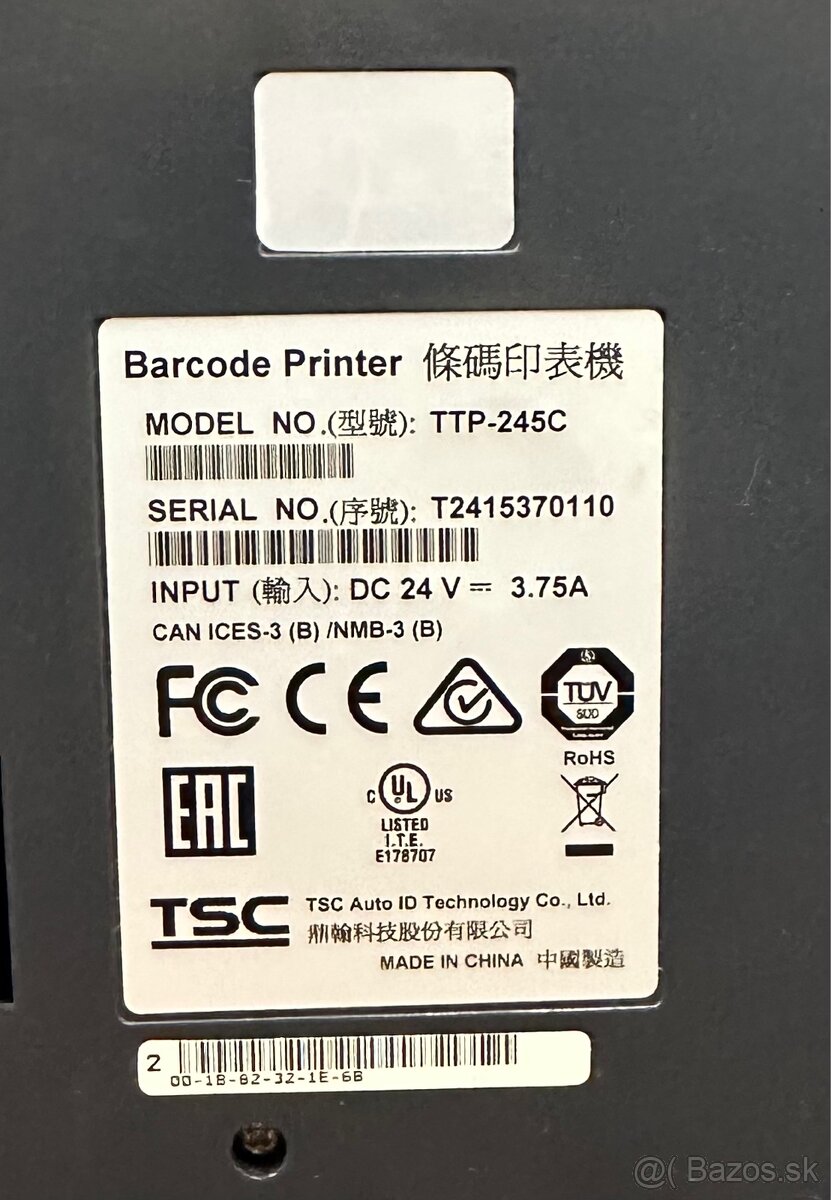 Barcode Printer 條碼印表機
MODEL NO.(型號): TTP-245C
SERIAL NO.(序號): T2415370110
INPUT (輸入): DC 24 V ⎓ 3.75A
CAN ICES-3 (B) /NMB-3 (B)
FC CE
TÜV
SÜD
RoHS
EAC
C UL US
LISTED
I.T.E.
E178707
TSC TSC Auto ID Technology Co., Ltd.
鼎翰科技股份有限公司
MADE IN CHINA 中國製造
2
00-1B-82-32-1E-6B
@( Bazos.sk